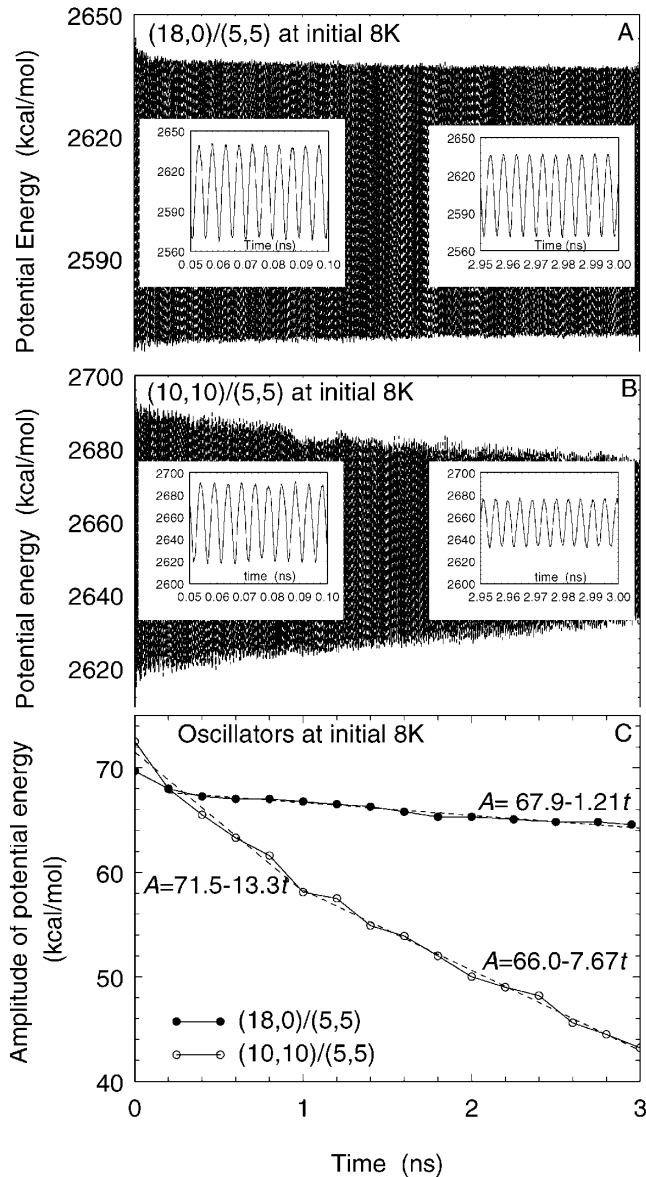 (18,0)/(5,5) at initial 8K
A
Potential Energy (kcal/mol)
2650
2620
2590
2650
2620
2590
2560
Time (ns)
0.05 0.06 0.07 0.08 0.09 0.10
2650
2620
2590
2560
Time (ns)
2.95 2.96 2.97 2.98 2.99 3.00
(10,10)/(5,5) at initial 8K
B
Potential energy (kcal/mol)
2700
2680
2660
2640
2620
2700
2680
2660
2640
2620
2600
time (ns)
0.05 0.06 0.07 0.08 0.09 0.10
2700
2680
2660
2640
2620
2600
time (ns)
2.95 2.96 2.97 2.98 2.99 3.00
Oscillators at initial 8K
C
Amplitude of potential energy
(kcal/mol)
70
60
50
40
A= 67.9-1.21t
A=71.5-13.3t
A=66.0-7.67t
(18,0)/(5,5)
(10,10)/(5,5)
0 1 2 3
Time (ns)